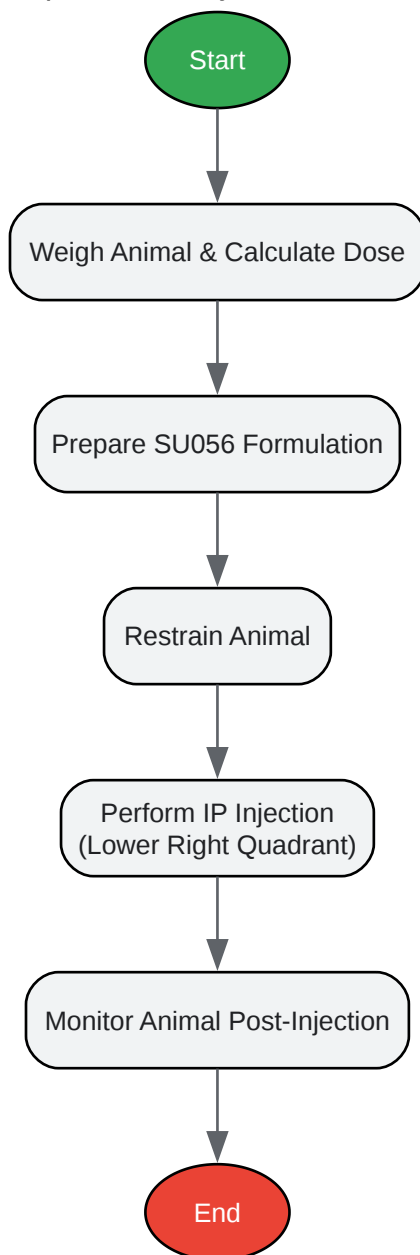 Start
Weigh Animal & Calculate Dose
Prepare SU056 Formulation
Restrain Animal
Perform IP Injection
(Lower Right Quadrant)
Monitor Animal Post-Injection
End